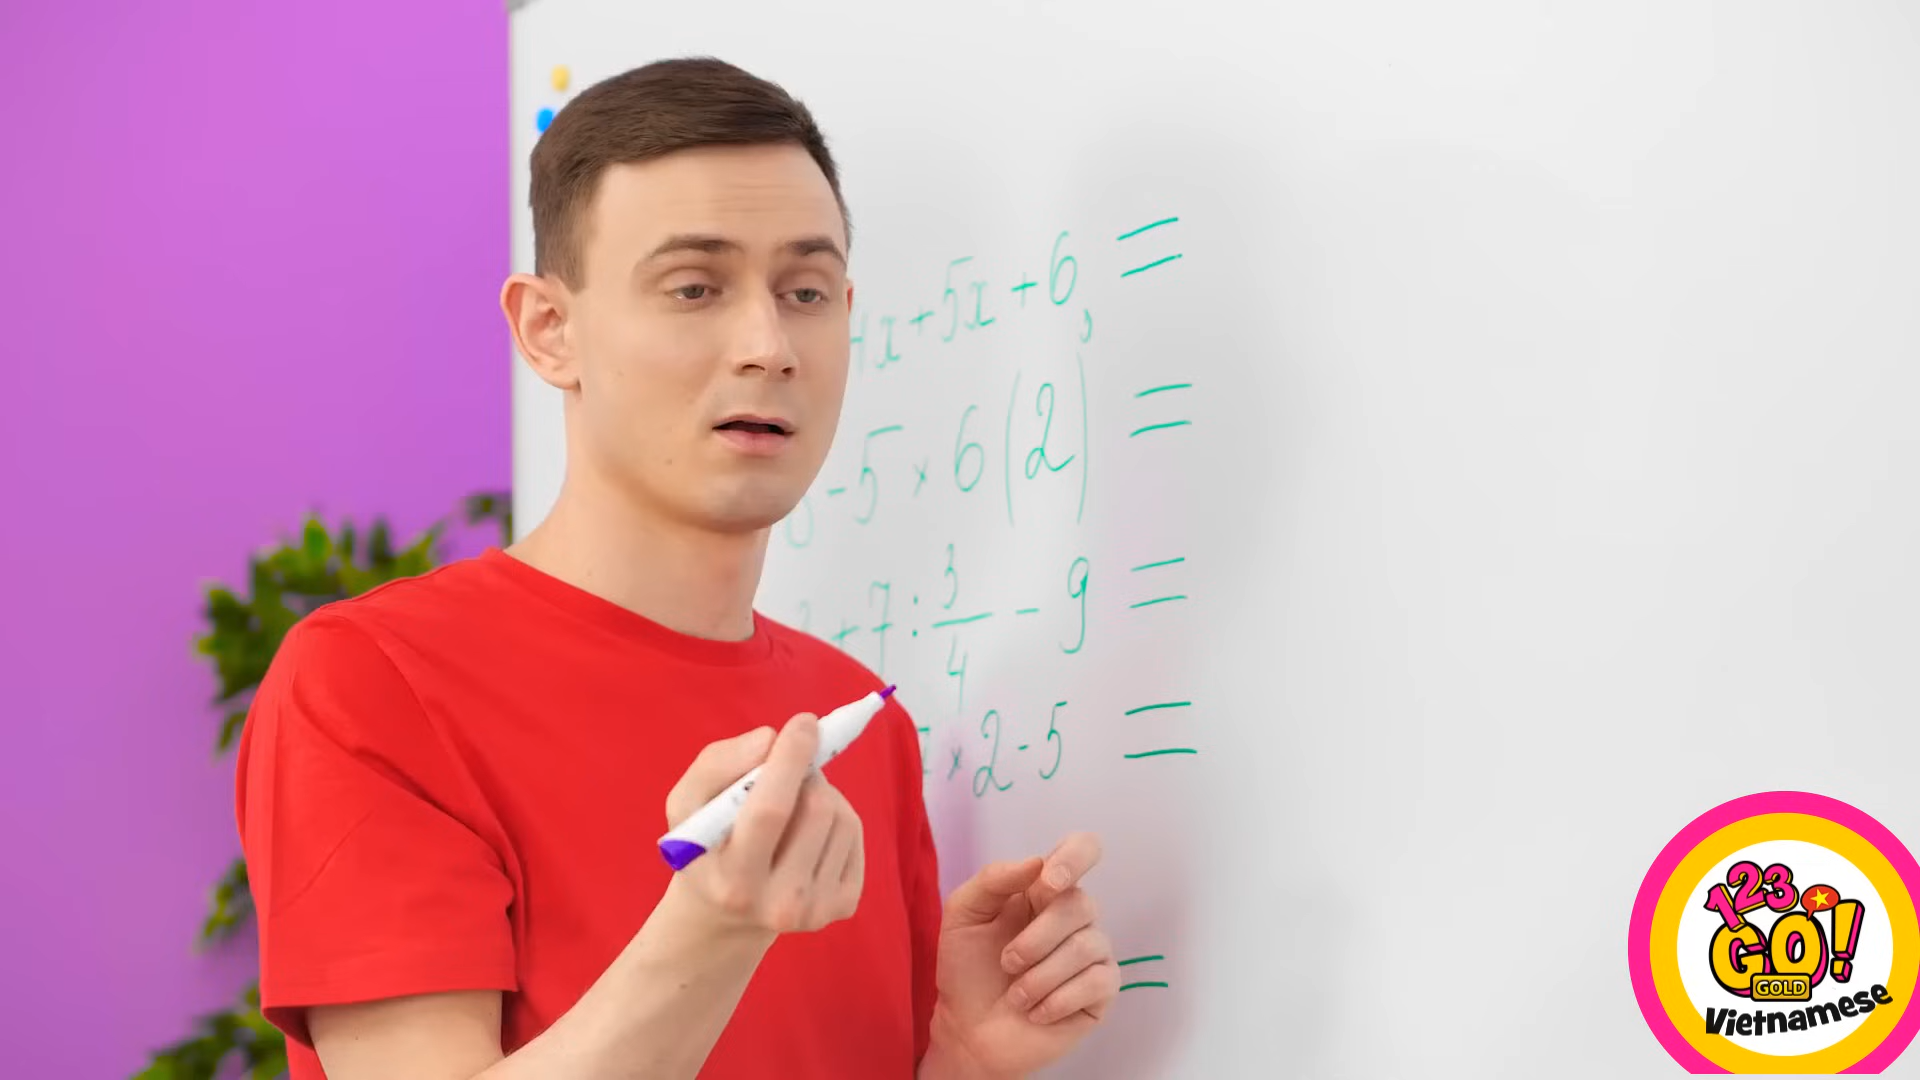 4x+5x+6, =
-5×6(2) =
+7:3/4-9 =
×2-5 =
=
123
GO!
GOLD
Vietnamese